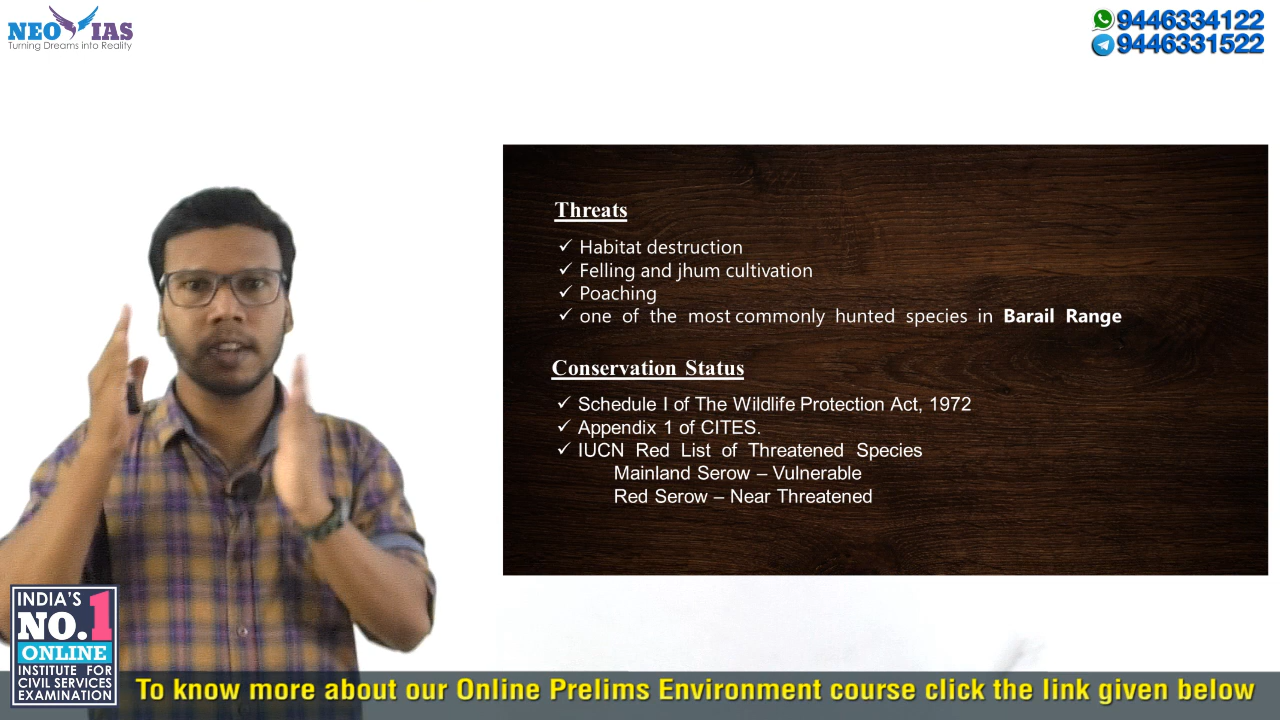 NEO IAS
Turning Dreams into Reality
9446334122
9446331522
Threats
✓ Habitat destruction
✓ Felling and jhum cultivation
✓ Poaching
✓ one of the most commonly hunted species in Barail Range
Conservation Status
✓ Schedule I of The Wildlife Protection Act, 1972
✓ Appendix 1 of CITES.
✓ IUCN Red List of Threatened Species
Mainland Serow – Vulnerable
Red Serow – Near Threatened
INDIA'S
NO.1
ONLINE
INSTITUTE FOR
CIVIL SERVICES
EXAMINATION
To know more about our Online Prelims Environment course click the link given below